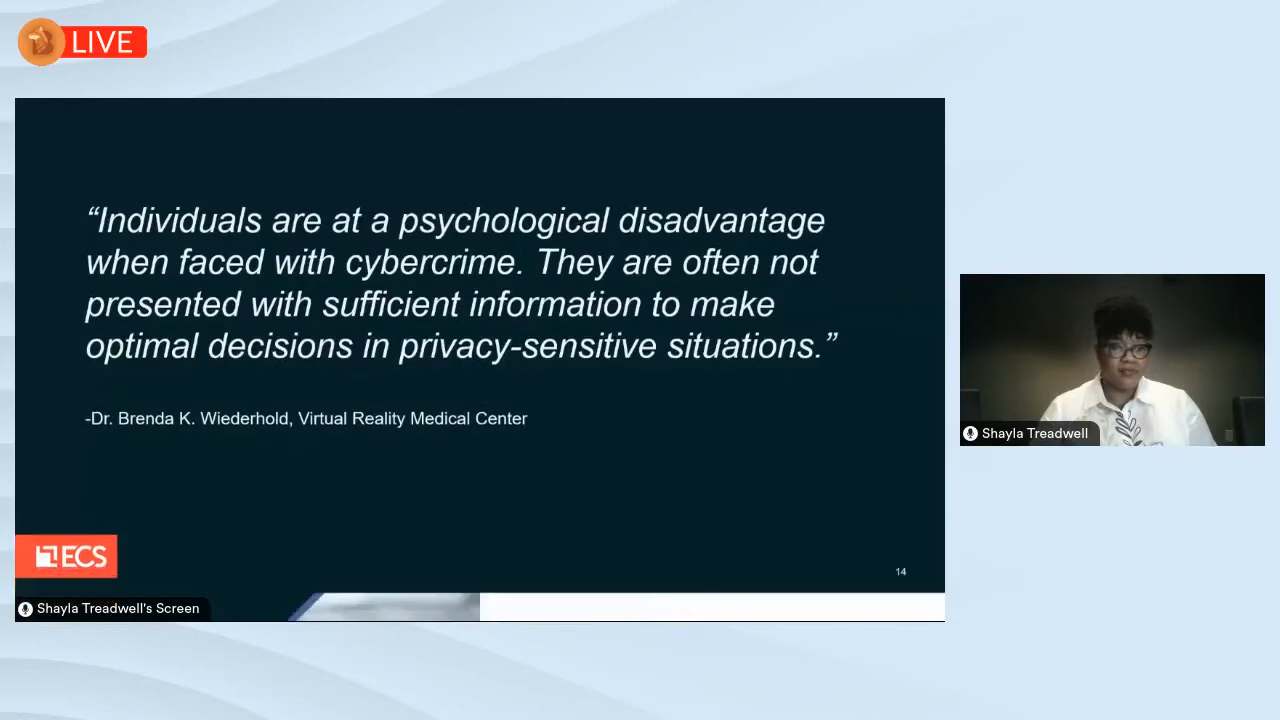 LIVE
“Individuals are at a psychological disadvantage
when faced with cybercrime. They are often not
presented with sufficient information to make
optimal decisions in privacy-sensitive situations.”
-Dr. Brenda K. Wiederhold, Virtual Reality Medical Center
ECS
14
Shayla Treadwell's Screen
Shayla Treadwell